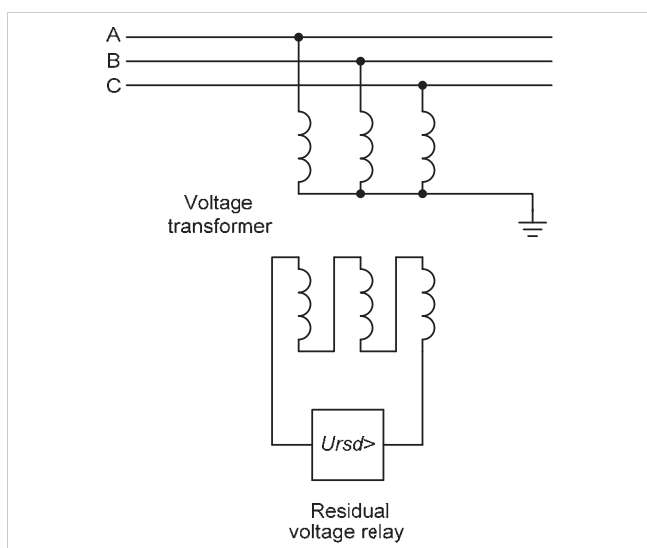 A
B
C
Voltage
transformer
Ursd>
Residual
voltage relay